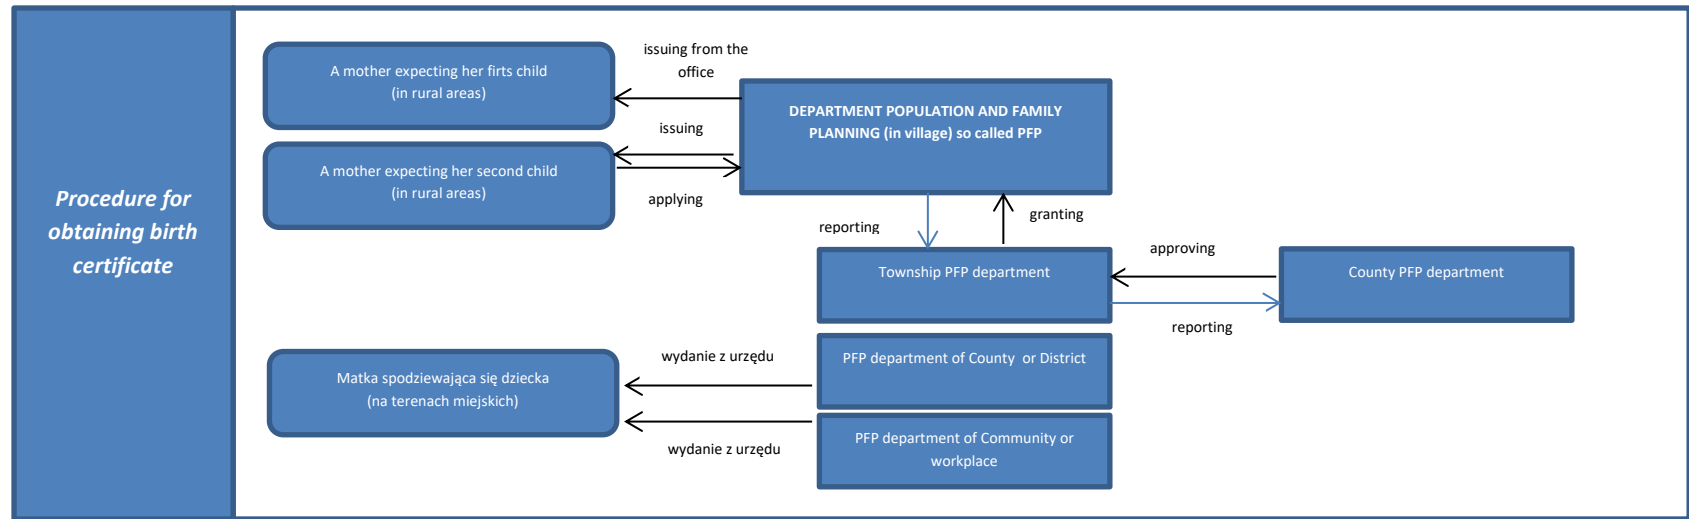 Procedure for
obtaining birth
certificate
A mother expecting her firts child
(in rural areas)
issuing from the
office
DEPARTMENT POPULATION AND FAMILY
PLANNING (in village) so called PFP
issuing
A mother expecting her second child
(in rural areas)
applying
reporting
granting
Township PFP department
approving
County PFP department
reporting
Matka spodziewająca się dziecka
(na terenach miejskich)
wydanie z urzędu
PFP department of County or District
wydanie z urzędu
PFP department of Community or
workplace